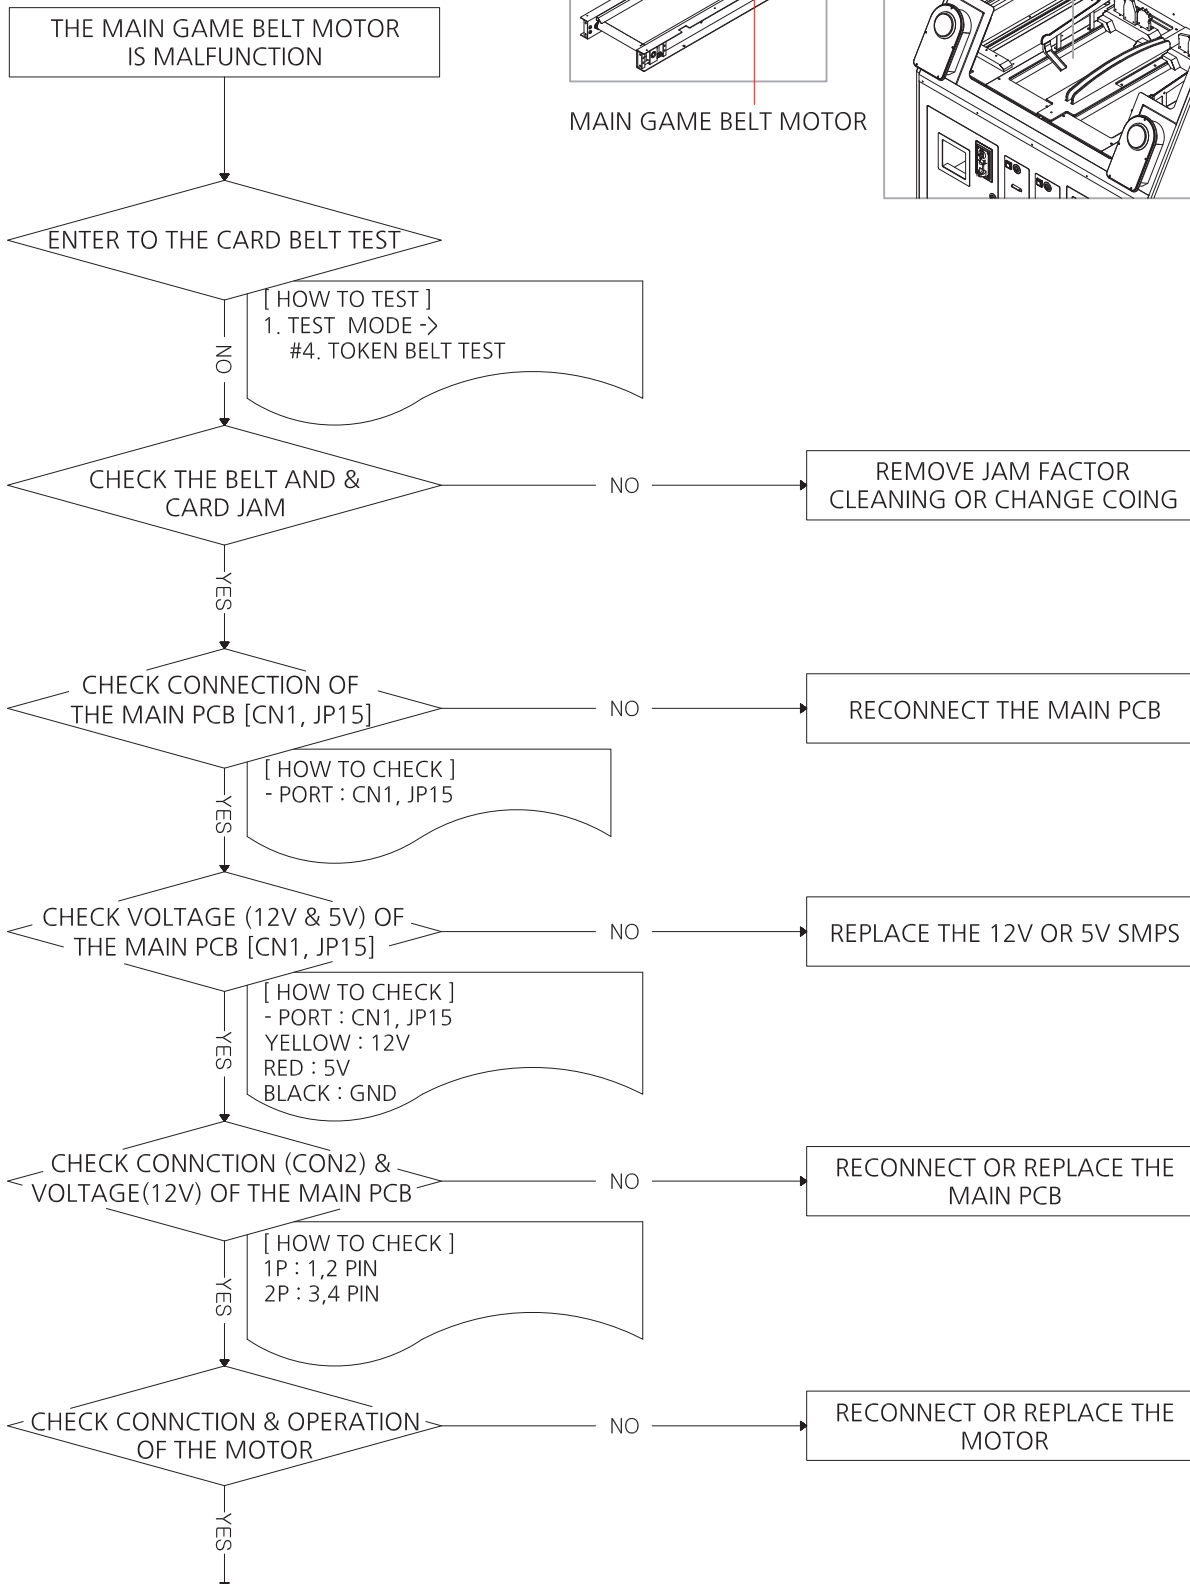 THE MAIN GAME BELT MOTOR
IS MALFUNCTION
MAIN GAME BELT MOTOR
ENTER TO THE CARD BELT TEST
[ HOW TO TEST ]
1. TEST MODE ->
#4. TOKEN BELT TEST
NO
CHECK THE BELT AND &
CARD JAM
NO
REMOVE JAM FACTOR
CLEANING OR CHANGE COING
YES
CHECK CONNECTION OF
THE MAIN PCB [CN1, JP15]
NO
RECONNECT THE MAIN PCB
[ HOW TO CHECK ]
- PORT : CN1, JP15
YES
CHECK VOLTAGE (12V & 5V) OF
THE MAIN PCB [CN1, JP15]
NO
REPLACE THE 12V OR 5V SMPS
[ HOW TO CHECK ]
- PORT : CN1, JP15
YELLOW : 12V
RED : 5V
BLACK : GND
YES
CHECK CONNCTION (CON2) &
VOLTAGE(12V) OF THE MAIN PCB
NO
RECONNECT OR REPLACE THE
MAIN PCB
[ HOW TO CHECK ]
1P : 1,2 PIN
2P : 3,4 PIN
YES
CHECK CONNCTION & OPERATION
OF THE MOTOR
NO
RECONNECT OR REPLACE THE
MOTOR
YES